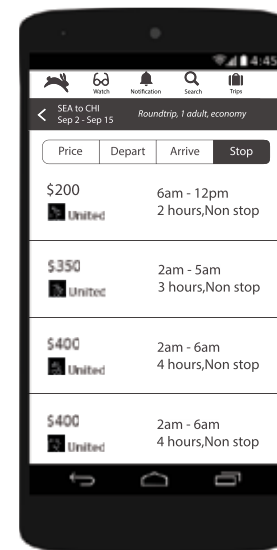 4:45
Watch Notification Search Trips
SEA to CHI
Sep 2 - Sep 15
Roundtrip, 1 adult, economy
Price Depart Arrive Stop
$200
6am - 12pm
United
2 hours,Non stop
$350
2am - 5am
United
3 hours,Non stop
$400
2am - 6am
United
4 hours,Non stop
$400
2am - 6am
United
4 hours,Non stop